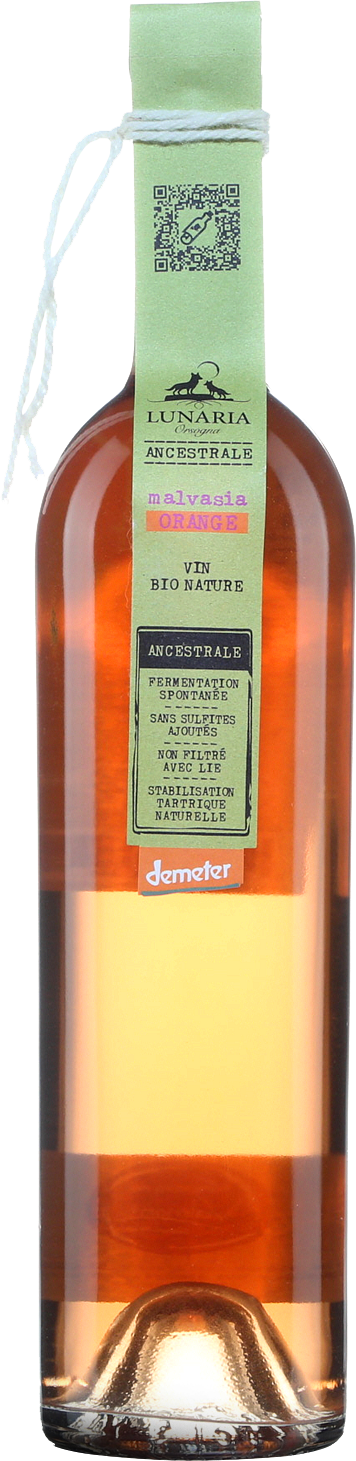 LUNARIA
Orsogna
ANCESTRALE
malvasia
ORANGE
VIN
BIO NATURE
ANCESTRALE
FERMENTATION
SPONTANÉE
SANS SULFITES
AJOUTÉS
NON FILTRÉ
AVEC LIE
STABILISATION
TARTRIQUE
NATURELLE
demeter